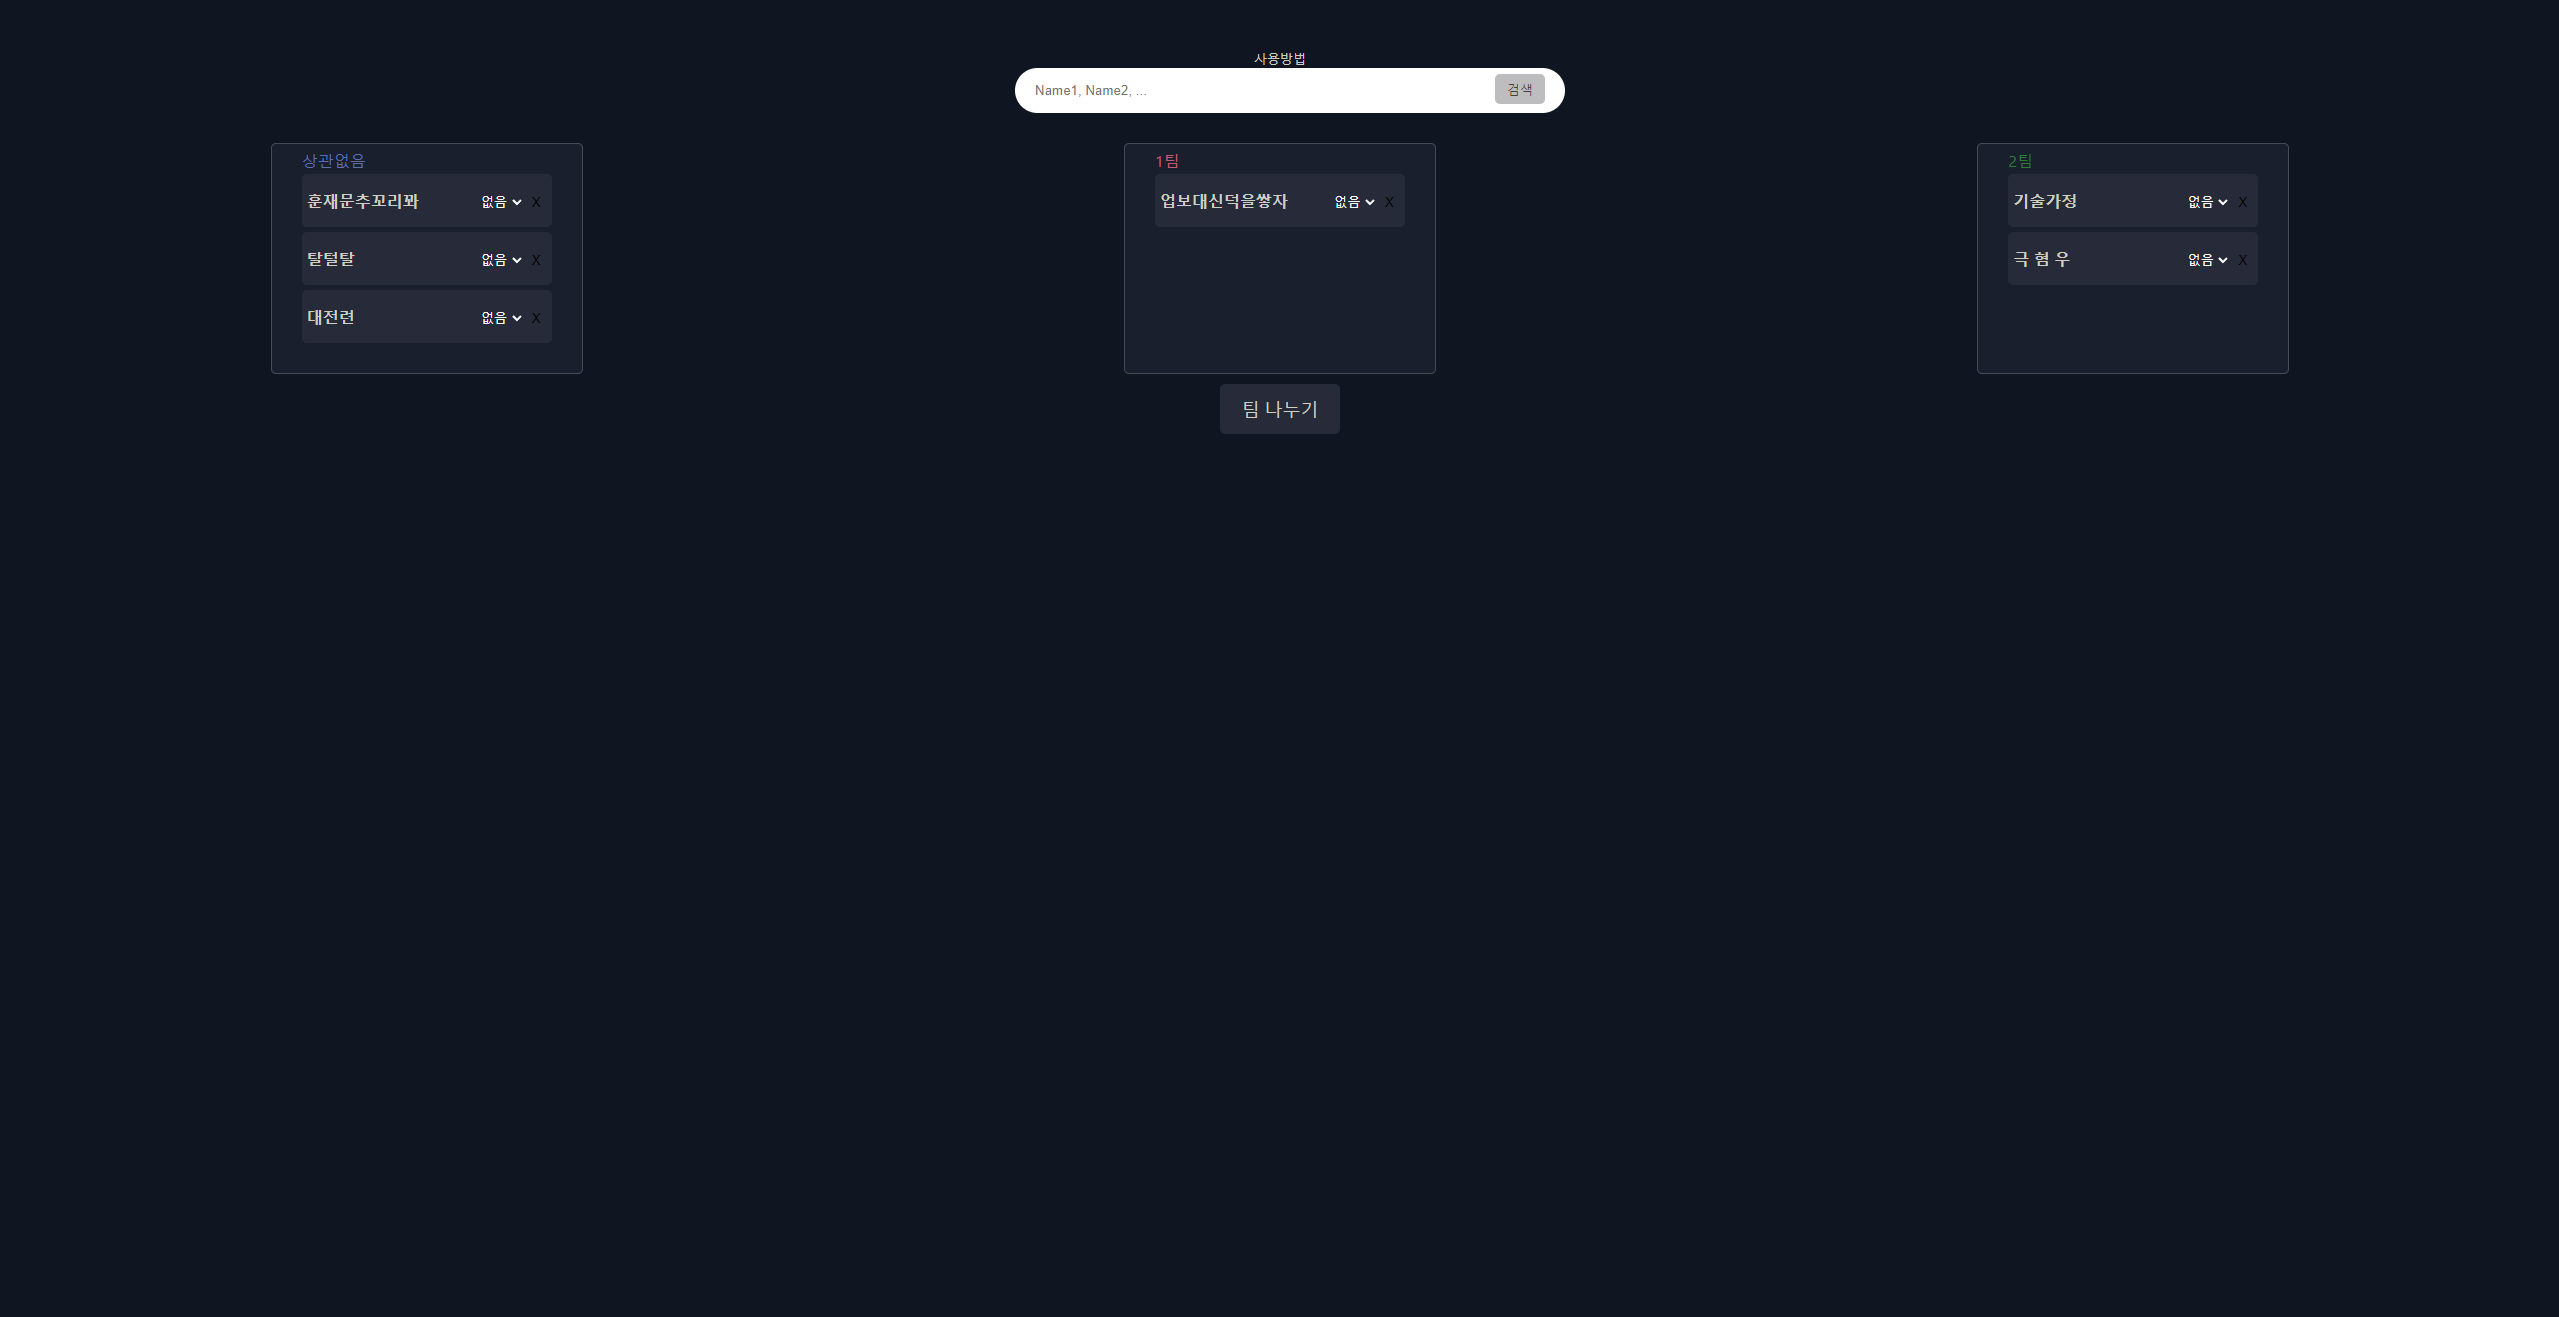 사용방법
Name1, Name2, ...
검색
상관없음
훈재문추꼬리꽈 없음 X
탈털탈 없음 X
대전련 없음 X
1팀
업보대신덕을쌓자 없음 X
2팀
기술가정 없음 X
극 혐 우 없음 X
팀 나누기